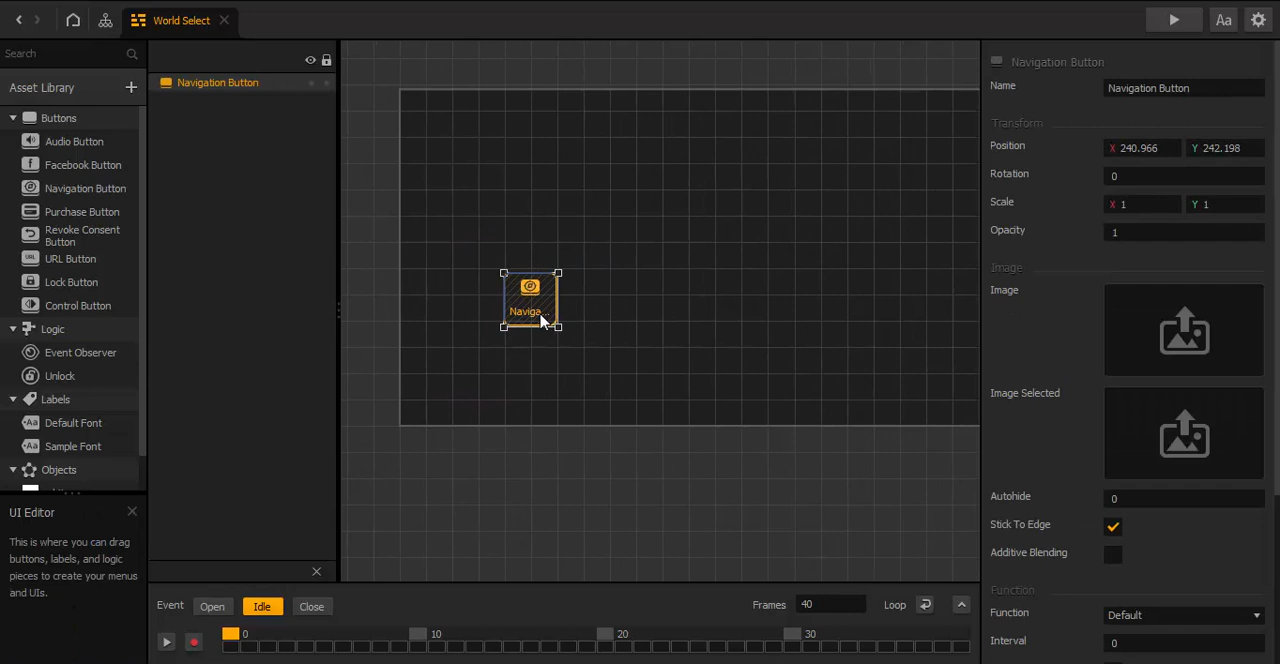 World Select
Aa
Search
Asset Library
Buttons
Audio Button
Facebook Button
Navigation Button
Purchase Button
Revoke Consent
Button
URL
URL Button
Lock Button
Control Button
Logic
Event Observer
Unlock
Labels
Aa
Default Font
Aa
Sample Font
Objects
UI Editor
This is where you can drag
buttons, labels, and logic
pieces to create your menus
and UIs.
Navigation Button
Naviga...
Event
Open
Idle
Close
Frames
40
Loop
0
10
20
30
Navigation Button
Name
Navigation Button
Transform
Position
X 240.966
Y 242.198
Rotation
0
Scale
X 1
Y 1
Opacity
1
Image
Image
Image Selected
Autohide
0
Stick To Edge
Additive Blending
Function
Function
Default
Interval
0